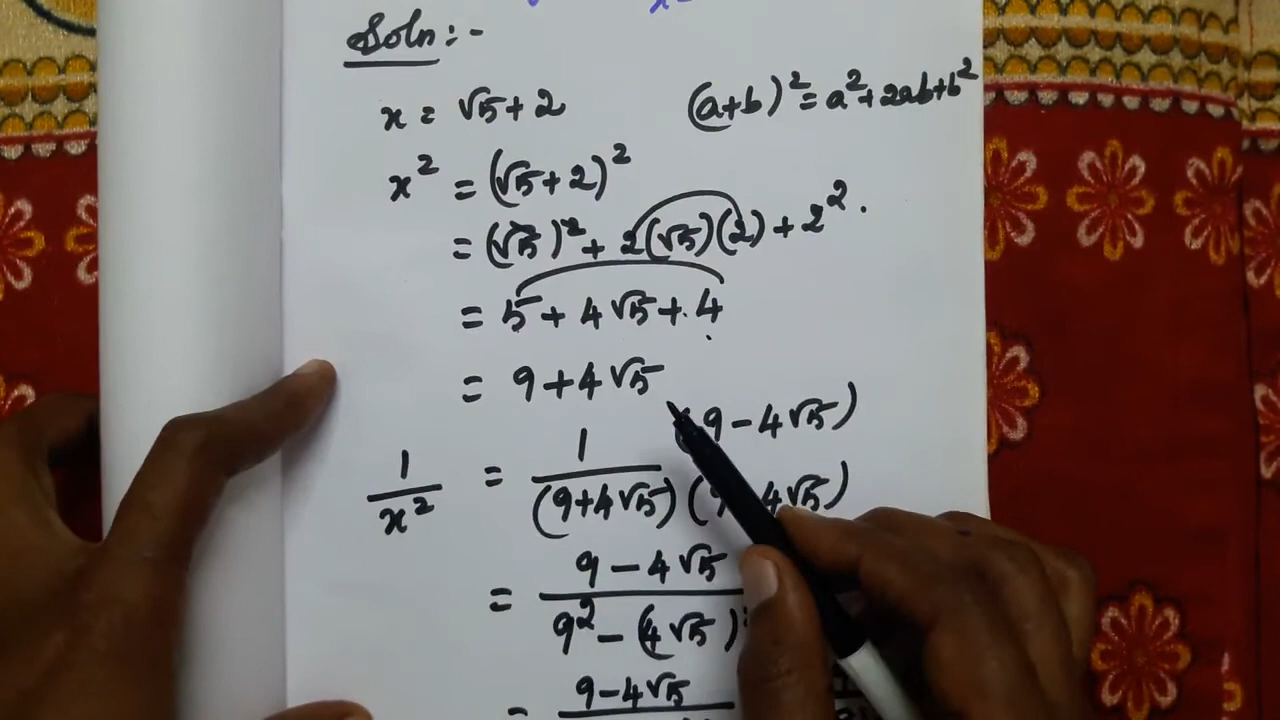 Soln:-
x = √5 + 2 (a+b)² = a² + 2ab + b²
x² = (√5 + 2)²
= (√5)² + 2(√5)(2) + 2².
= 5 + 4√5 + 4
= 9 + 4√5
9 - 4√5)
1/x² = 1/(9+4√5) ( 4√5)
= 9 - 4√5 / 9² - (4√5)
= 9 - 4√5